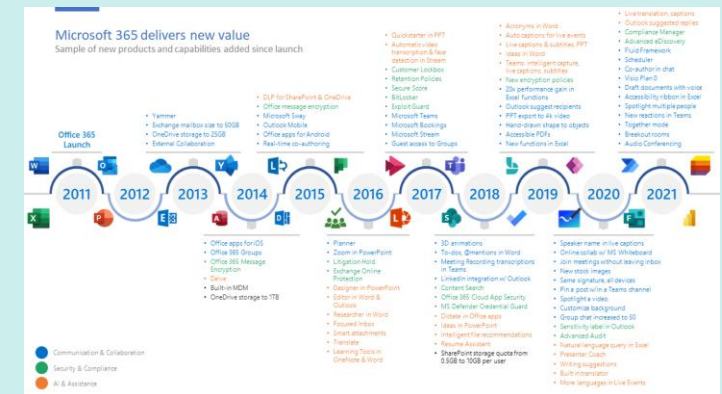 Microsoft 365 delivers new value
Sample of new products and capabilities added since launch
Office 365
Launch
• Yammer
• Exchange mailbox size to 50GB
• OneDrive storage to 25GB
• External Collaboration
• DLP for SharePoint & OneDrive
• Office message encryption
• Microsoft Sway
• Outlook Mobile
• Office apps for Android
• Real-time co-authoring
• Quickstarter in PPT
• Automatic video
transcription & face
detection in Stream
• Customer Lockbox
• Retention Policies
• Secure Score
• BitLocker
• Exploit Guard
• Microsoft Teams
• Microsoft Bookings
• Microsoft Stream
• Guest access to Groups
• Acronyms in Word
• Auto captions for live events
• Live captions & subtitles, PPT
• Ideas in Word
• Teams: intelligent capture,
live captions, subtitles
• New encryption policies
• 20x performance gain in
Excel functions
• Outlook suggest recipients
• PPT export to 4k video
• Hand-drawn shape to objects
• Accessible PDFs
• New functions in Excel
• Live translation, captions
• Outlook suggested replies
• Compliance Manager
• Advanced eDiscovery
• Fluid Framework
• Scheduler
• Co-author in chat
• Visio Plan 0
• Draft documents with voice
• Accessibility ribbon in Excel
• Spotlight multiple people
• New reactions in Teams
• Together mode
• Breakout rooms
• Audio Conferencing
2011
2012
2013
2014
2015
2016
2017
2018
2019
2020
2021
• Office apps for iOS
• Office 365 Groups
• Office 365 Message
Encryption
• Delve
• Built-in MDM
• OneDrive storage to 1TB
• Planner
• Zoom in PowerPoint
• Litigation Hold
• Exchange Online
Protection
• Designer in PowerPoint
• Editor in Word &
Outlook
• Researcher in Word
• Focused Inbox
• Smart attachments
• Translate
• Learning Tools in
OneNote & Word
• 3D animations
• To-dos, @mentions in Word
• Meeting Recording transcriptions
in Teams
• LinkedIn integration w/ Outlook
• Content Search
• Office 365 Cloud App Security
• MS Defender Credential Guard
• Dictate in Office apps
• Ideas in PowerPoint
• Intelligent file recommendations
• Resume Assistant
• SharePoint storage quota from
0.5GB to 10GB per user
• Speaker name in live captions
• Online collab w/ MS Whiteboard
• Join meetings without leaving inbox
• New stock images
• Same signature, all devices
• Pin a post w/in a Teams channel
• Spotlight a video
• Customize background
• Group chat increased to 50
• Sensitivity label in Outlook
• Advanced Audit
• Natural language query in Excel
• Presenter Coach
• Writing suggestions
• Built in translator
• More languages in Live Events
Communication & Collaboration
Security & Compliance
AI & Assistance